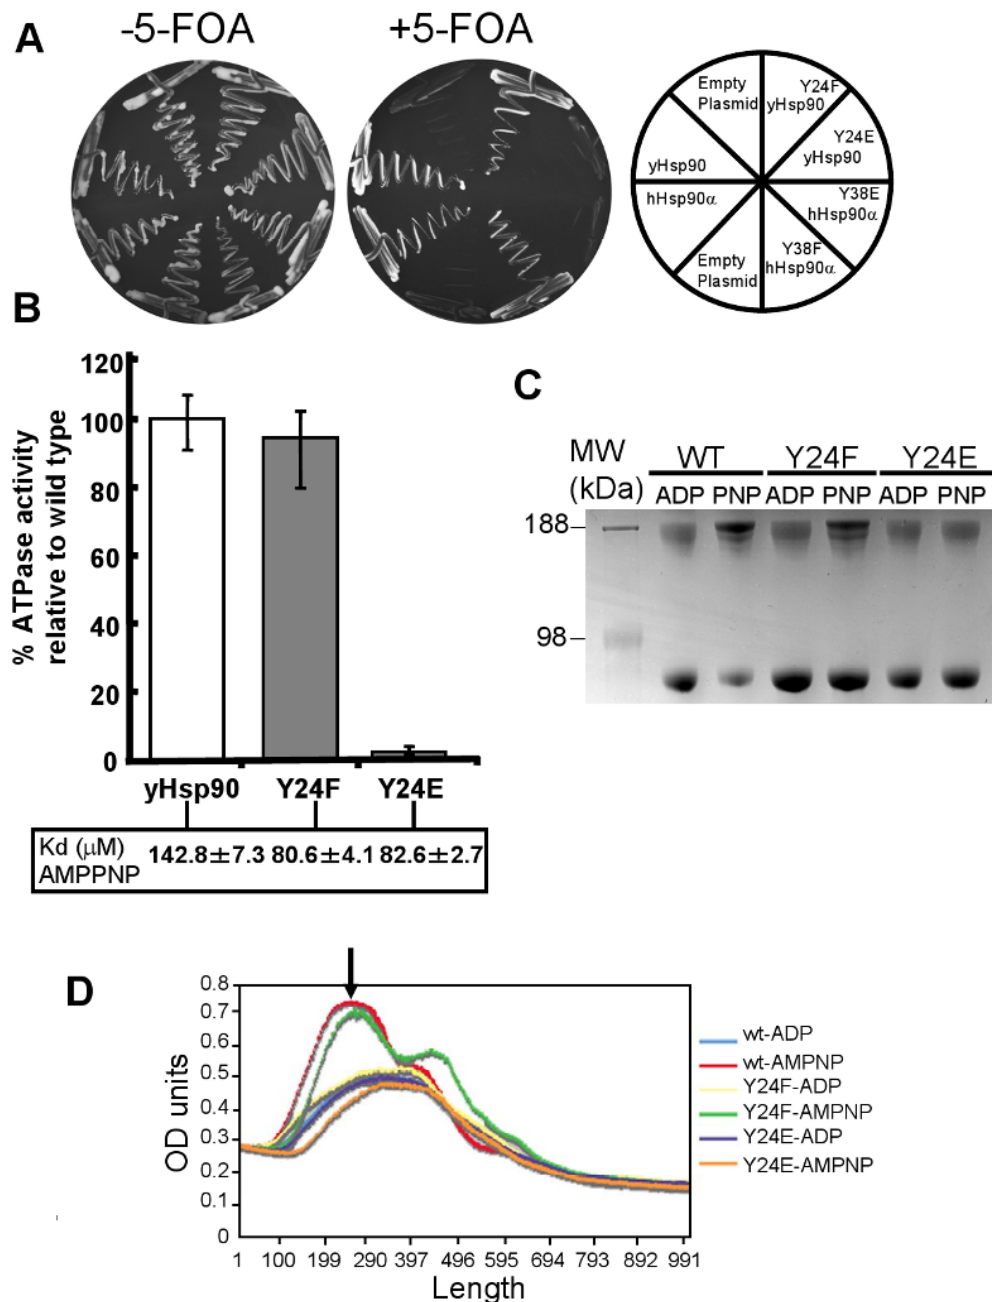 A
-5-FOA
+5-FOA
Empty
Plasmid
Y24F
yHsp90
Y24E
yHsp90
Y38E
hHsp90α
Y38F
hHsp90α
Empty
Plasmid
hHsp90α
yHsp90
B
% ATPase activity
relative to wild type
120
100
80
60
40
20
0
yHsp90 Y24F Y24E
Kd (μM)
AMPPNP
142.8±7.3 80.6±4.1 82.6±2.7
C
MW
(kDa)
WT Y24F Y24E
ADP PNP ADP PNP ADP PNP
188
98
D
OD units
0.8
0.7
0.6
0.5
0.4
0.3
0.2
0.1
0
1 100 199 290 397 496 595 694 793 892 991
Length
wt-ADP
wt-AMPNP
Y24F-ADP
Y24F-AMPNP
Y24E-ADP
Y24E-AMPNP